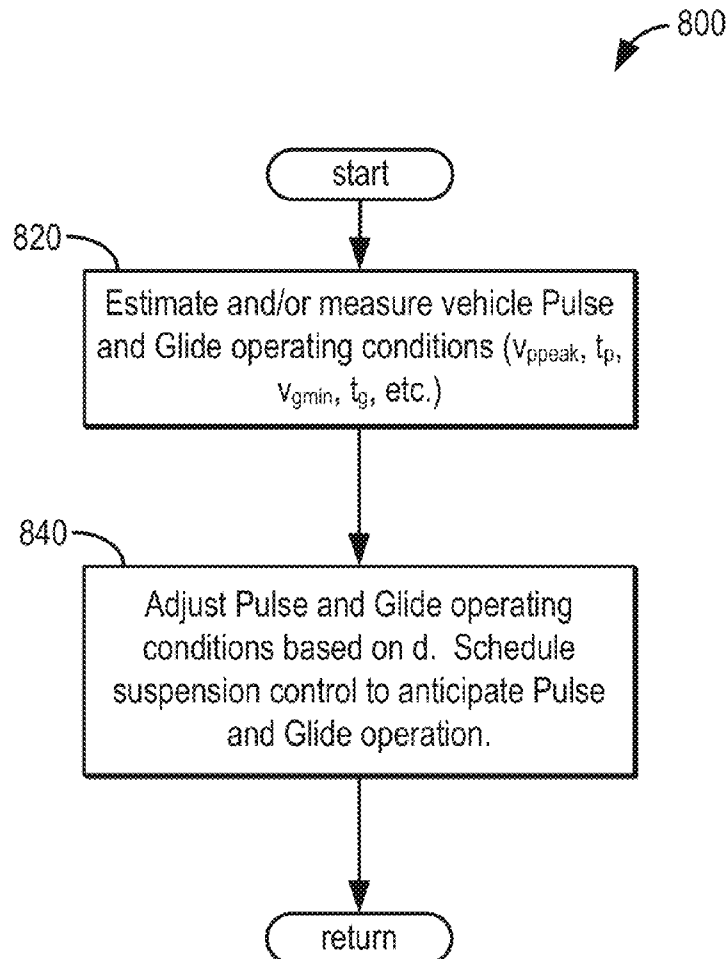 800
start
820
Estimate and/or measure vehicle Pulse
and Glide operating conditions (vppeak, tp,
vgmin, tg, etc.)
840
Adjust Pulse and Glide operating
conditions based on d. Schedule
suspension control to anticipate Pulse
and Glide operation.
return